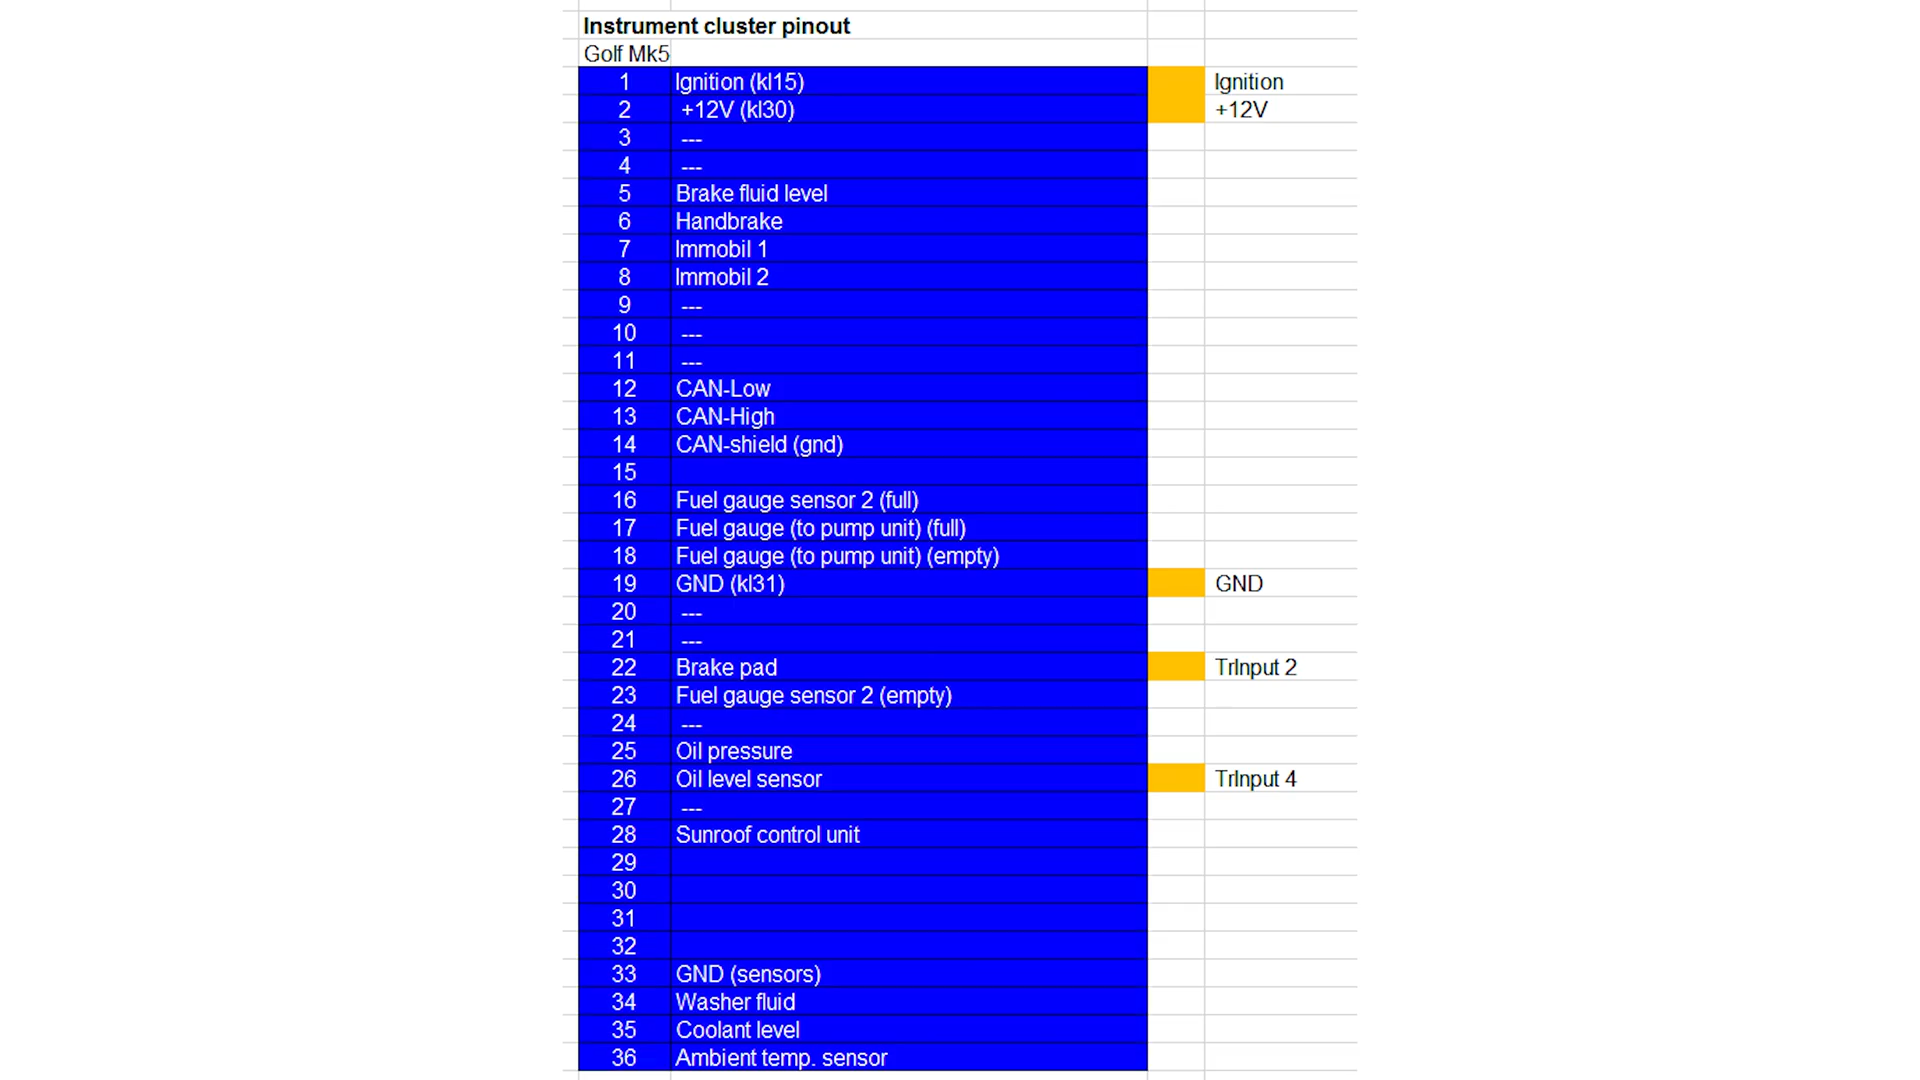 Instrument cluster pinout
Golf Mk5
1 Ignition (kl15) Ignition
2 +12V (kl30) +12V
3 ---
4 ---
5 Brake fluid level
6 Handbrake
7 Immobil 1
8 Immobil 2
9 ---
10 ---
11 ---
12 CAN-Low
13 CAN-High
14 CAN-shield (gnd)
15
16 Fuel gauge sensor 2 (full)
17 Fuel gauge (to pump unit) (full)
18 Fuel gauge (to pump unit) (empty)
19 GND (kl31) GND
20 ---
21 ---
22 Brake pad TrInput 2
23 Fuel gauge sensor 2 (empty)
24 ---
25 Oil pressure
26 Oil level sensor TrInput 4
27 ---
28 Sunroof control unit
29
30
31
32
33 GND (sensors)
34 Washer fluid
35 Coolant level
36 Ambient temp. sensor